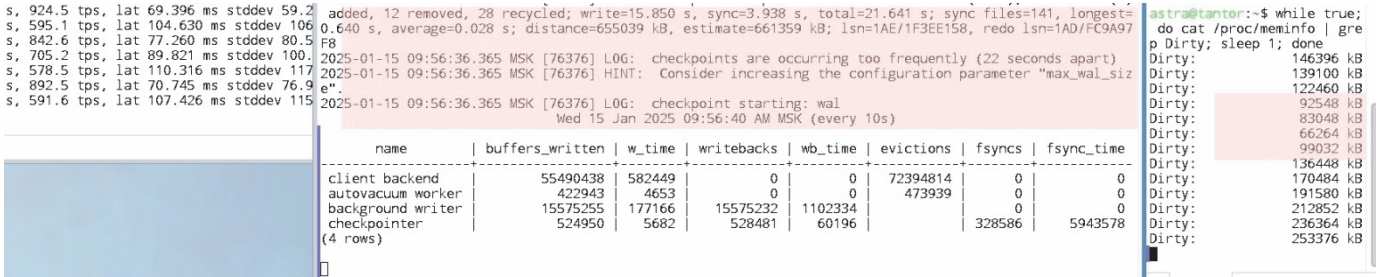 s, 924.5 tps, lat 69.396 ms stddev 59.2
s, 595.1 tps, lat 104.630 ms stddev 106
s, 842.6 tps, lat 77.260 ms stddev 80.5
s, 705.2 tps, lat 89.821 ms stddev 100.
s, 578.5 tps, lat 110.316 ms stddev 117
s, 892.5 tps, lat 70.745 ms stddev 76.9
s, 591.6 tps, lat 107.426 ms stddev 115
added, 12 removed, 28 recycled; write=15.850 s, sync=3.938 s, total=21.641 s; sync files=141, longest=
0.640 s, average=0.028 s; distance=655039 kB, estimate=661359 kB; lsn=1AE/1F3EE158, redo lsn=1AD/FC9A97
F8
2025-01-15 09:56:36.365 MSK [76376] LOG:  checkpoints are occurring too frequently (22 seconds apart)
2025-01-15 09:56:36.365 MSK [76376] HINT:  Consider increasing the configuration parameter "max_wal_siz
e".
2025-01-15 09:56:36.365 MSK [76376] LOG:  checkpoint starting: wal
Wed 15 Jan 2025 09:56:40 AM MSK (every 10s)
name | buffers_written | w_time | writebacks | wb_time | evictions | fsyncs | fsync_time
client backend | 55490438 | 582449 | 0 | 0 | 72394814 | 0 | 0
autovacuum worker | 422943 | 4653 | 0 | 0 | 473939 | 0 | 0
background writer | 15575255 | 177166 | 15575232 | 1102334 | | 0 | 0
checkpointer | 524950 | 5682 | 528481 | 60196 | | 328586 | 5943578
(4 rows)
astra@tantor:~$ while true;
do cat /proc/meminfo | gre
p Dirty; sleep 1; done
Dirty: 146396 kB
Dirty: 139100 kB
Dirty: 122460 kB
Dirty: 92548 kB
Dirty: 83048 kB
Dirty: 66264 kB
Dirty: 99032 kB
Dirty: 136448 kB
Dirty: 170484 kB
Dirty: 191580 kB
Dirty: 212852 kB
Dirty: 236364 kB
Dirty: 253376 kB